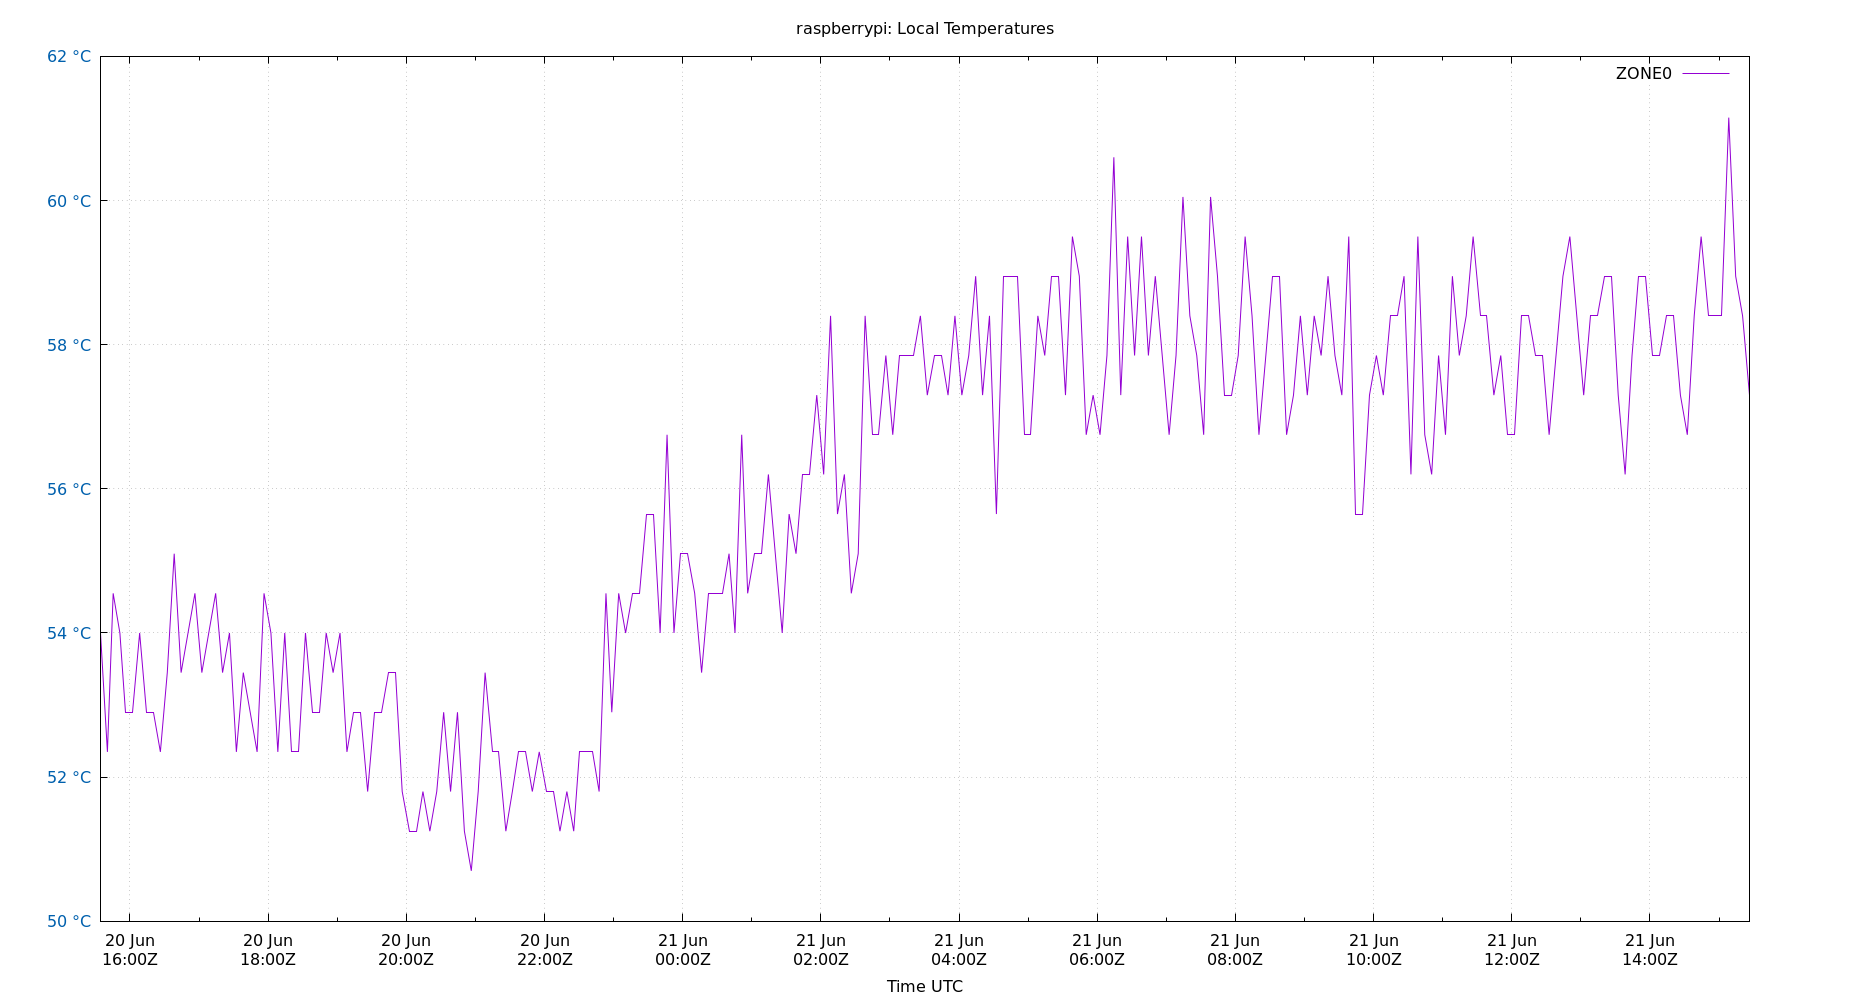 raspberrypi: Local Temperatures
62 °C
ZONE0
60 °C
58 °C
56 °C
54 °C
52 °C
50 °C
20 Jun 20 Jun 20 Jun 20 Jun 21 Jun 21 Jun 21 Jun 21 Jun 21 Jun 21 Jun 21 Jun 21 Jun
16:00Z 18:00Z 20:00Z 22:00Z 00:00Z 02:00Z 04:00Z 06:00Z 08:00Z 10:00Z 12:00Z 14:00Z
Time UTC